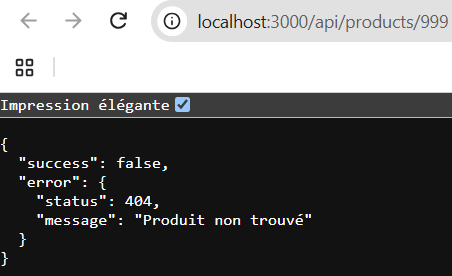 localhost:3000/api/products/999
Impression élégante
{
  "success": false,
  "error": {
    "status": 404,
    "message": "Produit non trouvé"
  }
}